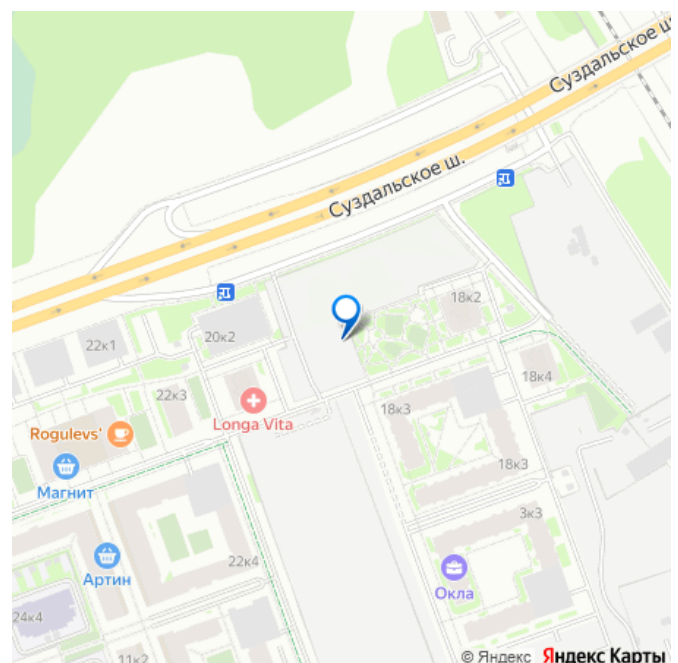 Суздальское ш
Суздальское ш.
18к2
20к2
22к1
18к4
22к3
18к3
Longa Vita
Rogulevs'
18к3
Магнит
3к3
22к4
Артин
Окла
24к4
11к2
© Яндекс Яндекс Карты